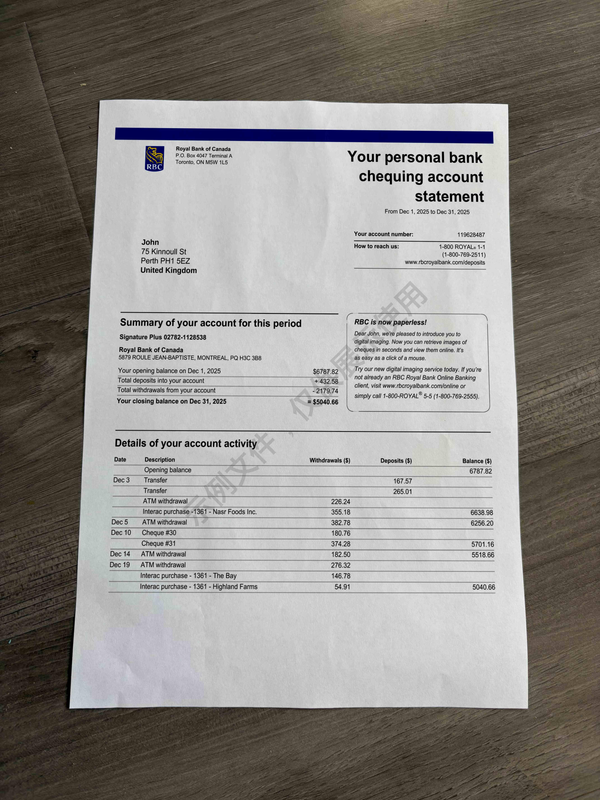 RBC
Royal Bank of Canada
P.O. Box 4047 Terminal A
Toronto, ON M5W 1L5
Your personal bank
chequing account
statement
From Dec 1, 2025 to Dec 31, 2025
Your account number: 119628487
How to reach us: 1-800 ROYAL® 1-1
(1-800-769-2511)
www.rbcroyalbank.com/deposits
John
75 Kinnoull St
Perth PH1 5EZ
United Kingdom
Summary of your account for this period
Signature Plus 02782-1128538
Royal Bank of Canada
5879 ROULE JEAN-BAPTISTE, MONTREAL, PQ H3C 3B8
Your opening balance on Dec 1, 2025 $6787.82
Total deposits into your account + 432.58
Total withdrawals from your account - 2179.74
Your closing balance on Dec 31, 2025 = $5040.66
RBC is now paperless!
Dear John, we're pleased to introduce you to
digital imaging. Now you can retrieve images of
cheques in seconds and view them online. It's
as easy as a click of a mouse.
Try our new digital imaging service today. If you're
not already an RBC Royal Bank Online Banking
client, visit www.rbcroyalbank.com/online or
simply call 1-800-ROYAL® 5-5 (1-800-769-2555).
Details of your account activity
Date Description Withdrawals ($) Deposits ($) Balance ($)
Opening balance 6787.82
Dec 3 Transfer 167.57
Transfer 265.01
ATM withdrawal 226.24
Interac purchase -1361 - Nasr Foods Inc. 355.18 6638.98
Dec 5 ATM withdrawal 382.78 6256.20
Dec 10 Cheque #30 180.76
Cheque #31 374.28 5701.16
Dec 14 ATM withdrawal 182.50 5518.66
Dec 19 ATM withdrawal 276.32
Interac purchase - 1361 - The Bay 146.78
Interac purchase - 1361 - Highland Farms 54.91 5040.66
示例文件，仅供展示使用